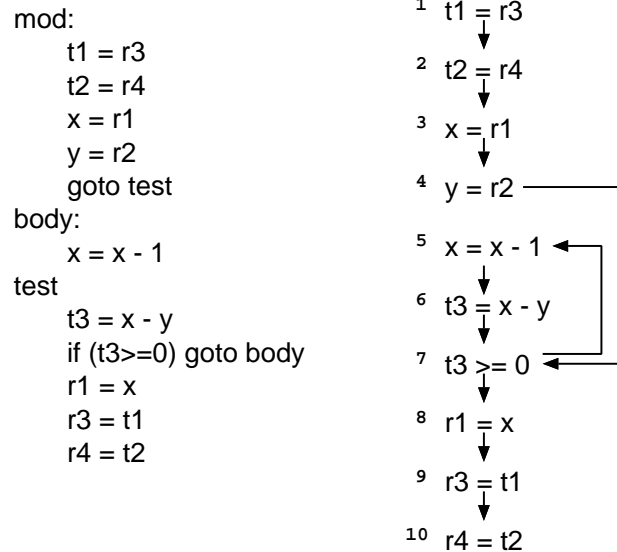 mod:
t1 = r3
t2 = r4
x = r1
y = r2
goto test
body:
x = x - 1
test
t3 = x - y
if (t3>=0) goto body
r1 = x
r3 = t1
r4 = t2
1 t1 = r3
2 t2 = r4
3 x = r1
4 y = r2
5 x = x - 1
6 t3 = x - y
7 t3 >= 0
8 r1 = x
9 r3 = t1
10 r4 = t2